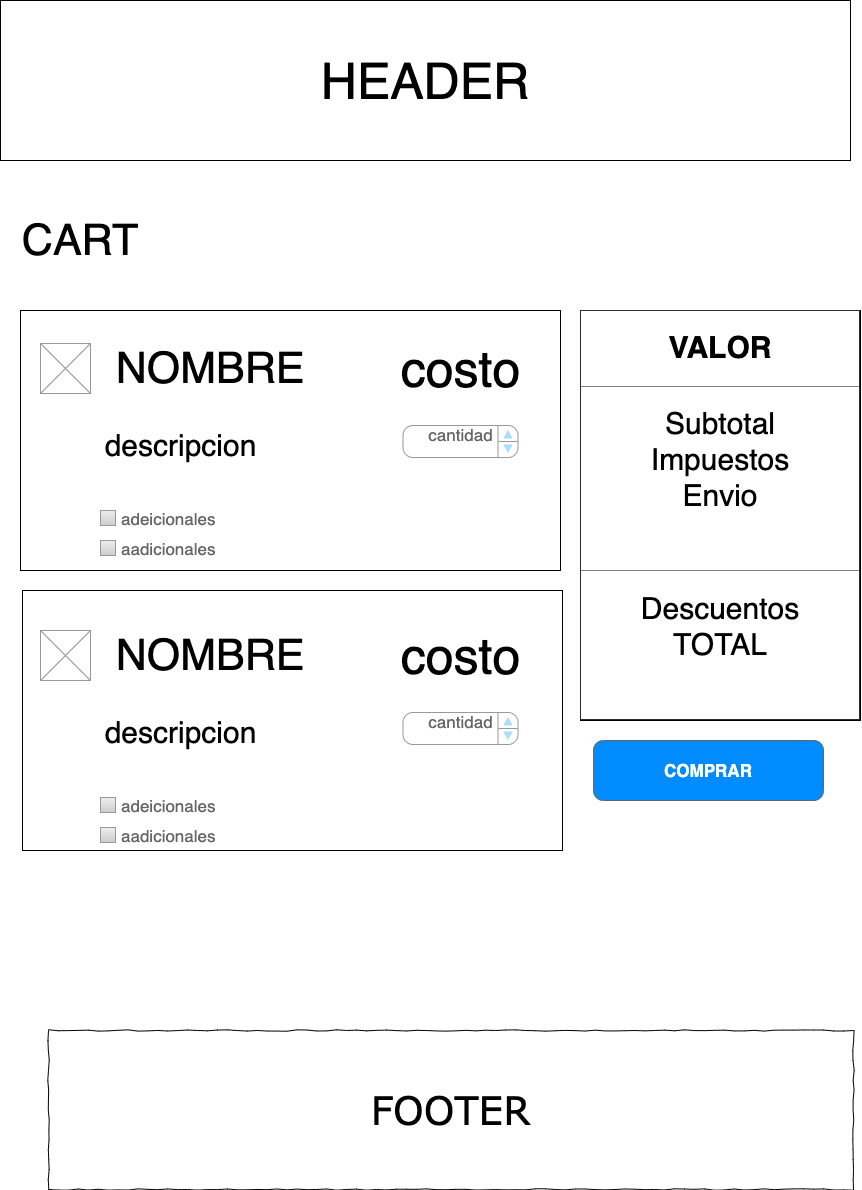 HEADER
CART
NOMBRE
costo
descripcion
cantidad
adeicionales
aadicionales
NOMBRE
costo
descripcion
cantidad
adeicionales
aadicionales
VALOR
Subtotal
Impuestos
Envio
Descuentos
TOTAL
COMPRAR
FOOTER